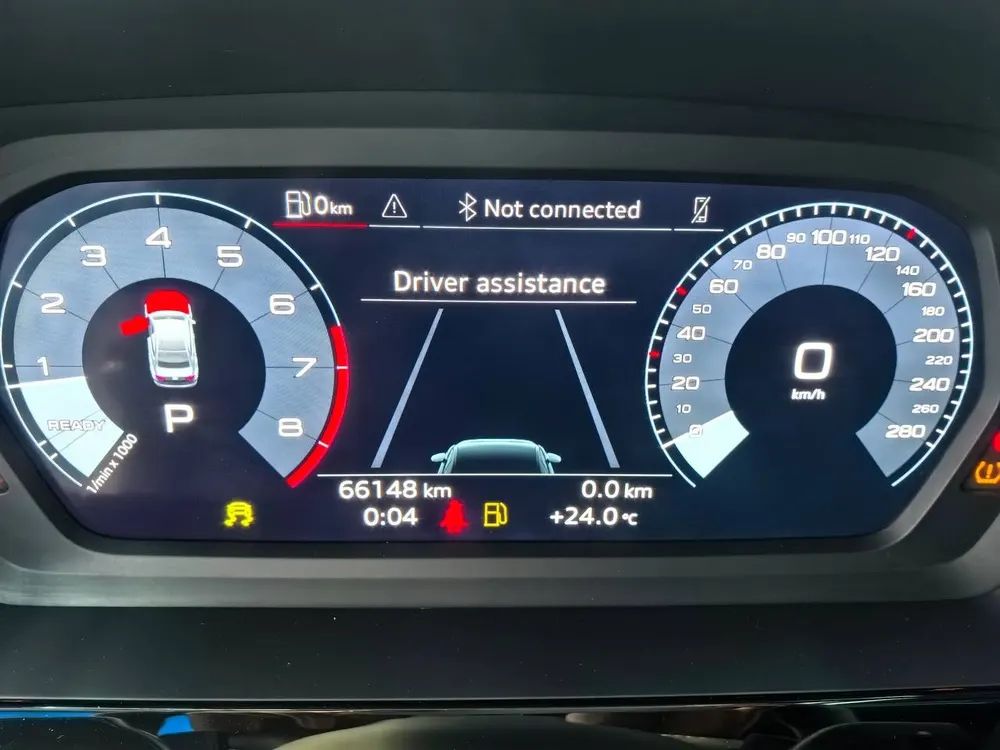 0km
Not connected
Driver assistance
1 2 3 4 5 6 7 8
READY
1/min x 1000
P
0 10 20 30 40 50 60 70 80 90 100 110 120 140 160 180 200 220 240 260 280
0
km/h
66148 km
0.0 km
0:04
+24.0°C